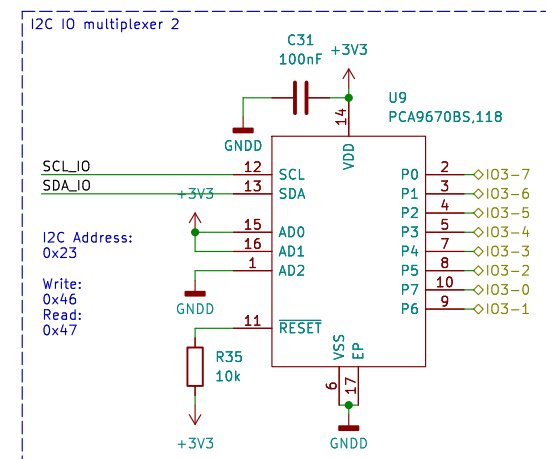 I2C IO multiplexer 2
C31
100nF
+3V3
U9
PCA9670BS,118
GNDD
14
VDD
SCL_IO
12
SCL
P0
2
IO3-7
SDA_IO
13
SDA
P1
3
IO3-6
+3V3
P2
4
IO3-5
15
AD0
P3
5
IO3-4
16
AD1
P4
7
IO3-3
1
AD2
P5
8
IO3-2
P7
10
IO3-0
P6
9
IO3-1
I2C Address:
0x23
Write:
0x46
Read:
0x47
GNDD
11
RESET
R35
10k
+3V3
VSS
EP
6
17
GNDD